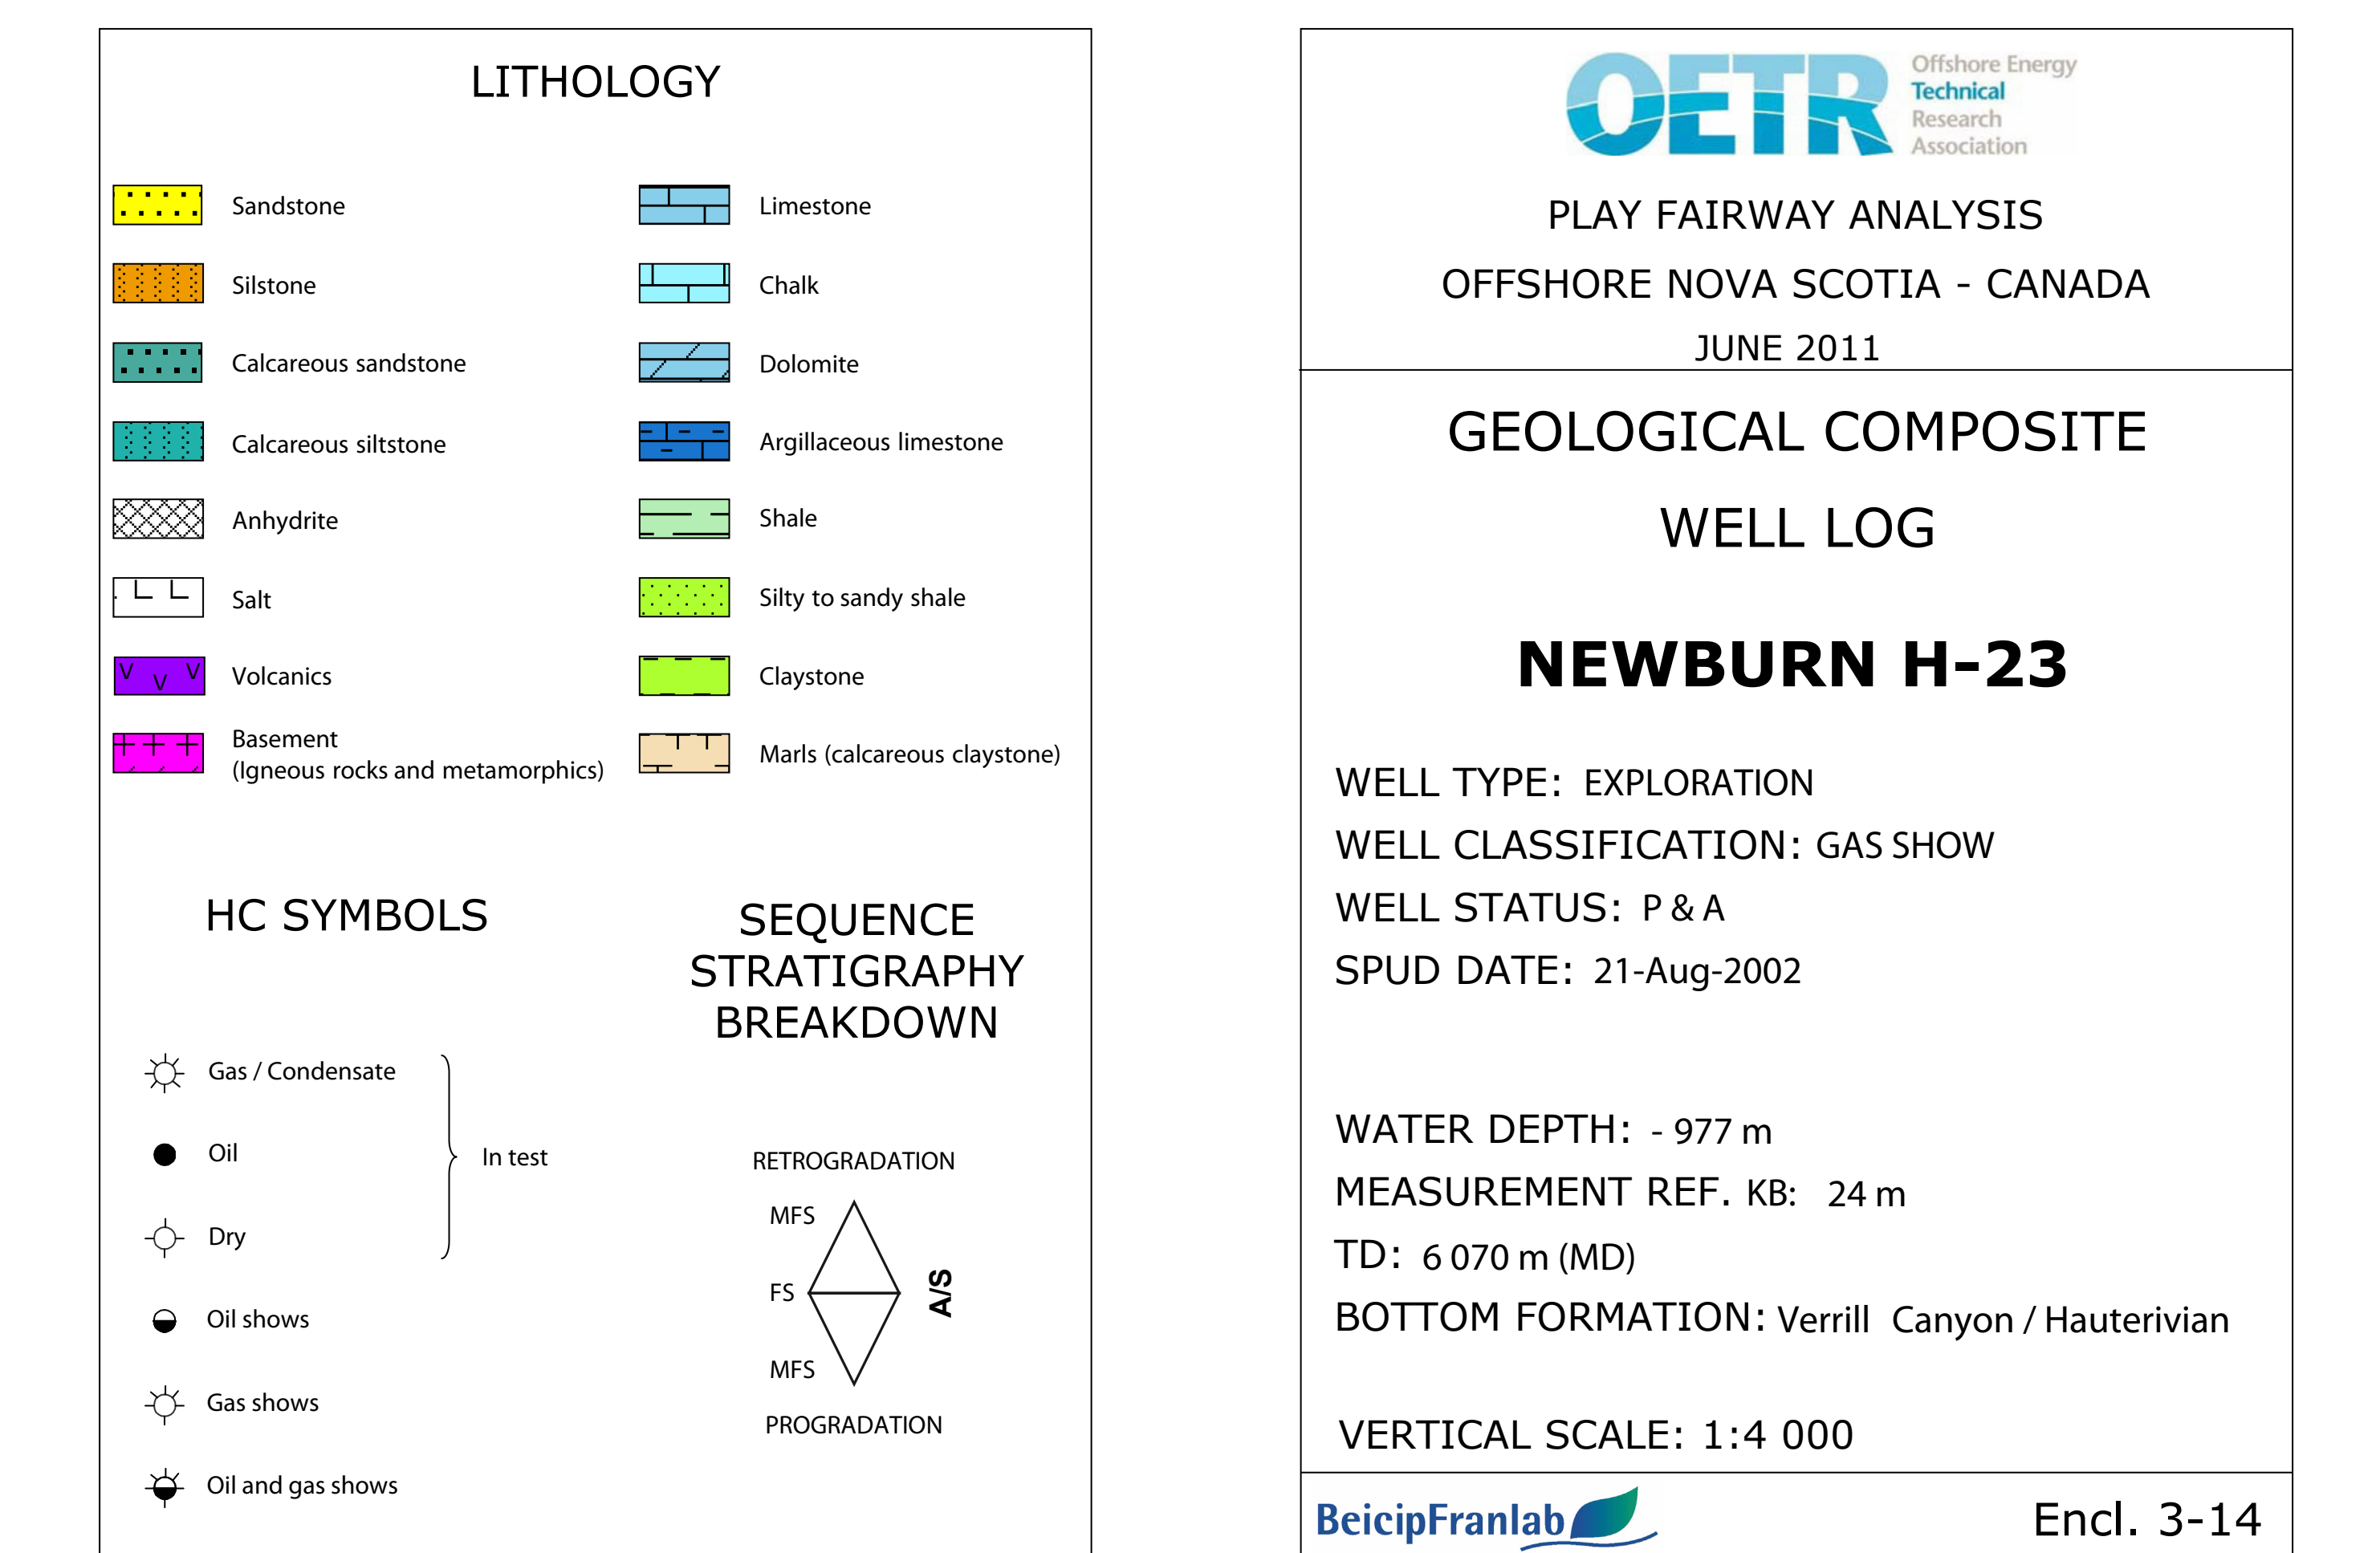 LITHOLOGY
Sandstone
Limestone
Silstone
Chalk
Calcareous sandstone
Dolomite
Calcareous siltstone
Argillaceous limestone
Anhydrite
Shale
Salt
Silty to sandy shale
V V V
Volcanics
Claystone
Basement
(Igneous rocks and metamorphics)
Marls (calcareous claystone)
HC SYMBOLS
Gas / Condensate
Oil
Dry
In test
Oil shows
Gas shows
Oil and gas shows
SEQUENCE
STRATIGRAPHY
BREAKDOWN
RETROGRADATION
MFS
FS
A/S
MFS
PROGRADATION
OETR
Offshore Energy
Technical
Research
Association
PLAY FAIRWAY ANALYSIS
OFFSHORE NOVA SCOTIA - CANADA
JUNE 2011
GEOLOGICAL COMPOSITE
WELL LOG
NEWBURN H-23
WELL TYPE: EXPLORATION
WELL CLASSIFICATION: GAS SHOW
WELL STATUS: P & A
SPUD DATE: 21-Aug-2002
WATER DEPTH: - 977 m
MEASUREMENT REF. KB: 24 m
TD: 6 070 m (MD)
BOTTOM FORMATION: Verrill Canyon / Hauterivian
VERTICAL SCALE: 1:4 000
BeicipFranlab
Encl. 3-14